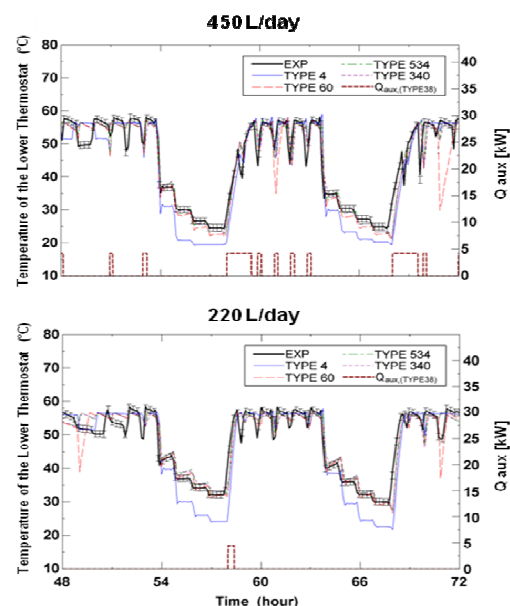 450 L/day
Temperature of the Lower Thermostat (°C)
80
70
60
50
40
30
20
10
EXP
TYPE 4
TYPE 60
TYPE 534
TYPE 340
Qaux,(TYPE38)
40
35
30
25
20
15
10
5
0
Q aux [kW]
220 L/day
Temperature of the Lower Thermostat (°C)
80
70
60
50
40
30
20
10
EXP
TYPE 4
TYPE 60
TYPE 534
TYPE 340
Qaux,(TYPE38)
40
35
30
25
20
15
10
5
0
Q aux [kW]
48
54
60
66
72
Time (hour)